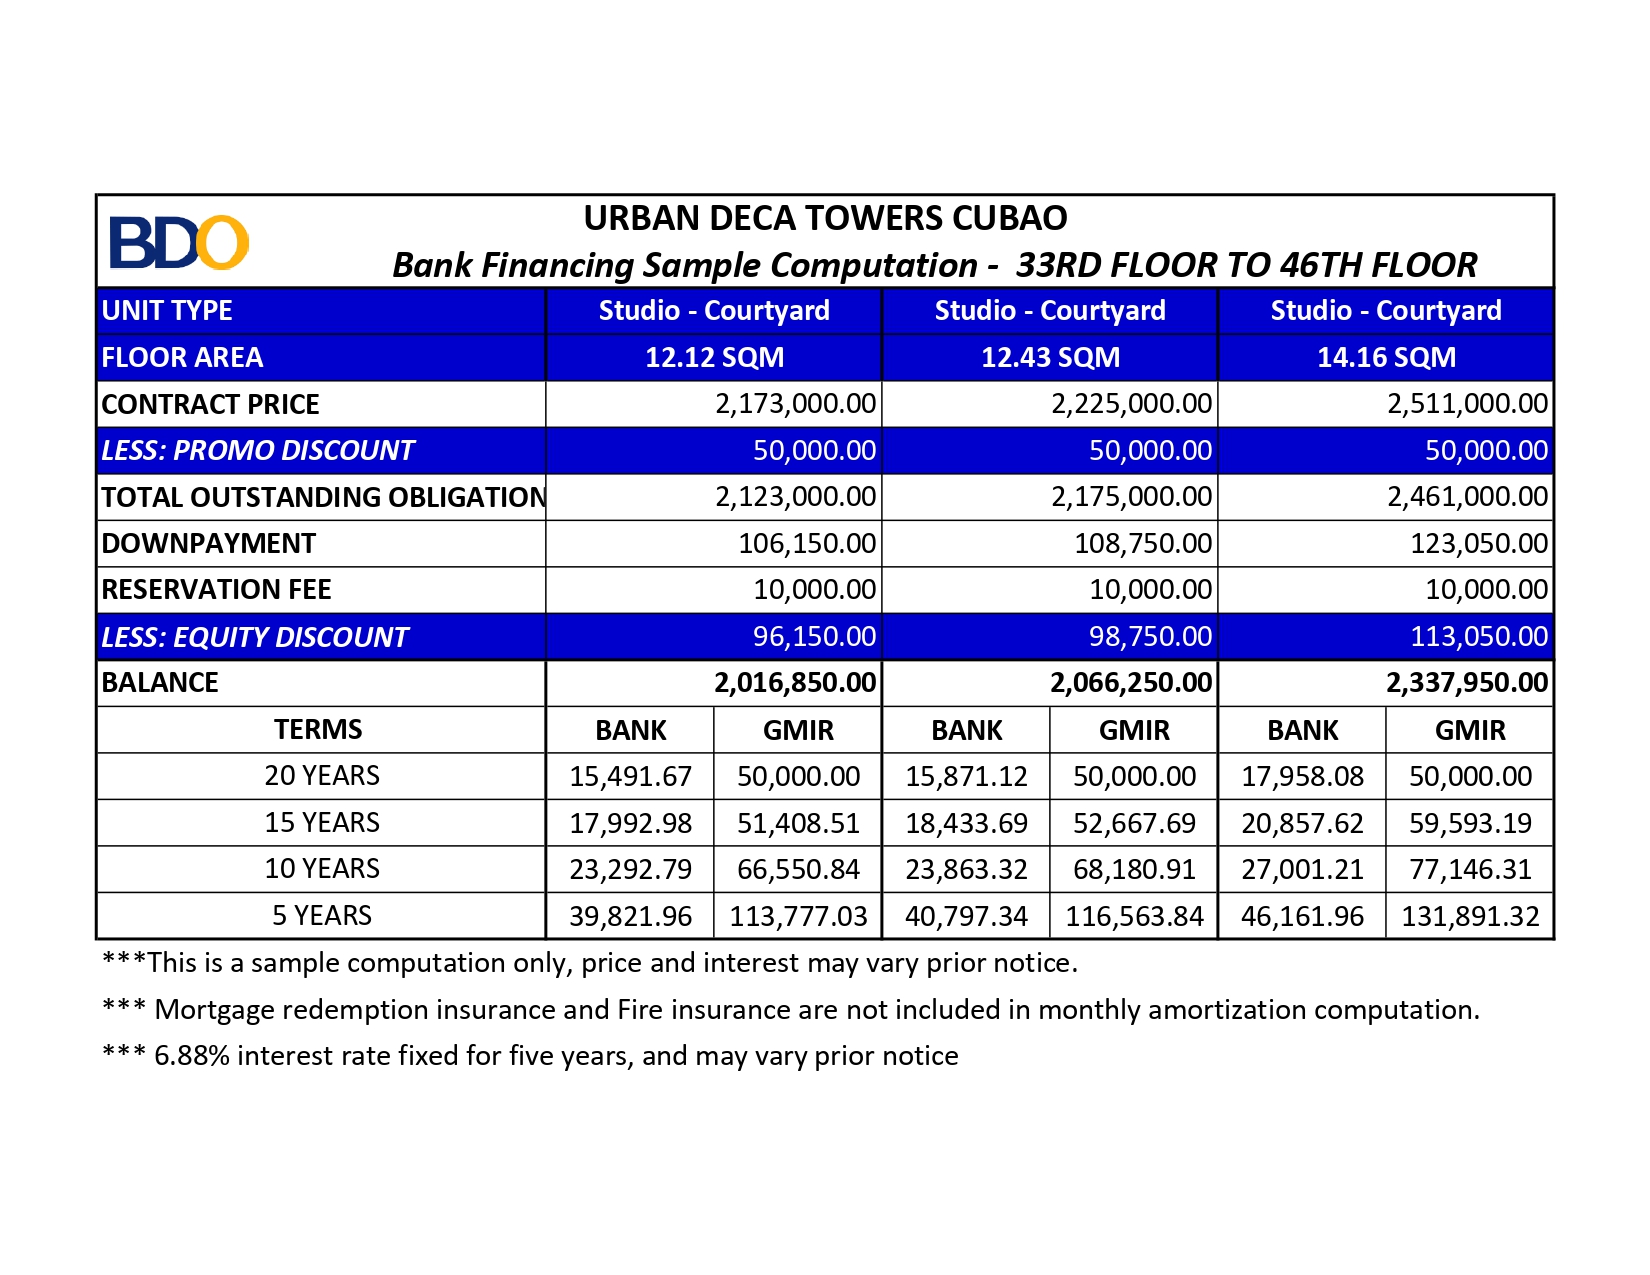 BDO
URBAN DECA TOWERS CUBAO
Bank Financing Sample Computation - 33RD FLOOR TO 46TH FLOOR
UNIT TYPE Studio - Courtyard Studio - Courtyard Studio - Courtyard
FLOOR AREA 12.12 SQM 12.43 SQM 14.16 SQM
CONTRACT PRICE 2,173,000.00 2,225,000.00 2,511,000.00
LESS: PROMO DISCOUNT 50,000.00 50,000.00 50,000.00
TOTAL OUTSTANDING OBLIGATION 2,123,000.00 2,175,000.00 2,461,000.00
DOWNPAYMENT 106,150.00 108,750.00 123,050.00
RESERVATION FEE 10,000.00 10,000.00 10,000.00
LESS: EQUITY DISCOUNT 96,150.00 98,750.00 113,050.00
BALANCE 2,016,850.00 2,066,250.00 2,337,950.00
TERMS BANK GMIR BANK GMIR BANK GMIR
20 YEARS 15,491.67 50,000.00 15,871.12 50,000.00 17,958.08 50,000.00
15 YEARS 17,992.98 51,408.51 18,433.69 52,667.69 20,857.62 59,593.19
10 YEARS 23,292.79 66,550.84 23,863.32 68,180.91 27,001.21 77,146.31
5 YEARS 39,821.96 113,777.03 40,797.34 116,563.84 46,161.96 131,891.32
***This is a sample computation only, price and interest may vary prior notice.
*** Mortgage redemption insurance and Fire insurance are not included in monthly amortization computation.
*** 6.88% interest rate fixed for five years, and may vary prior notice